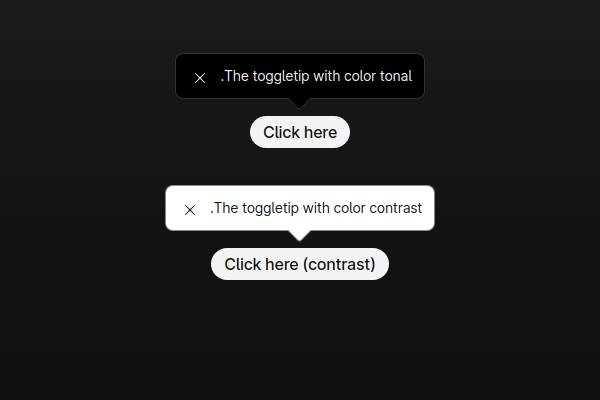 .The toggletip with color tonal
Click here
.The toggletip with color contrast
Click here (contrast)